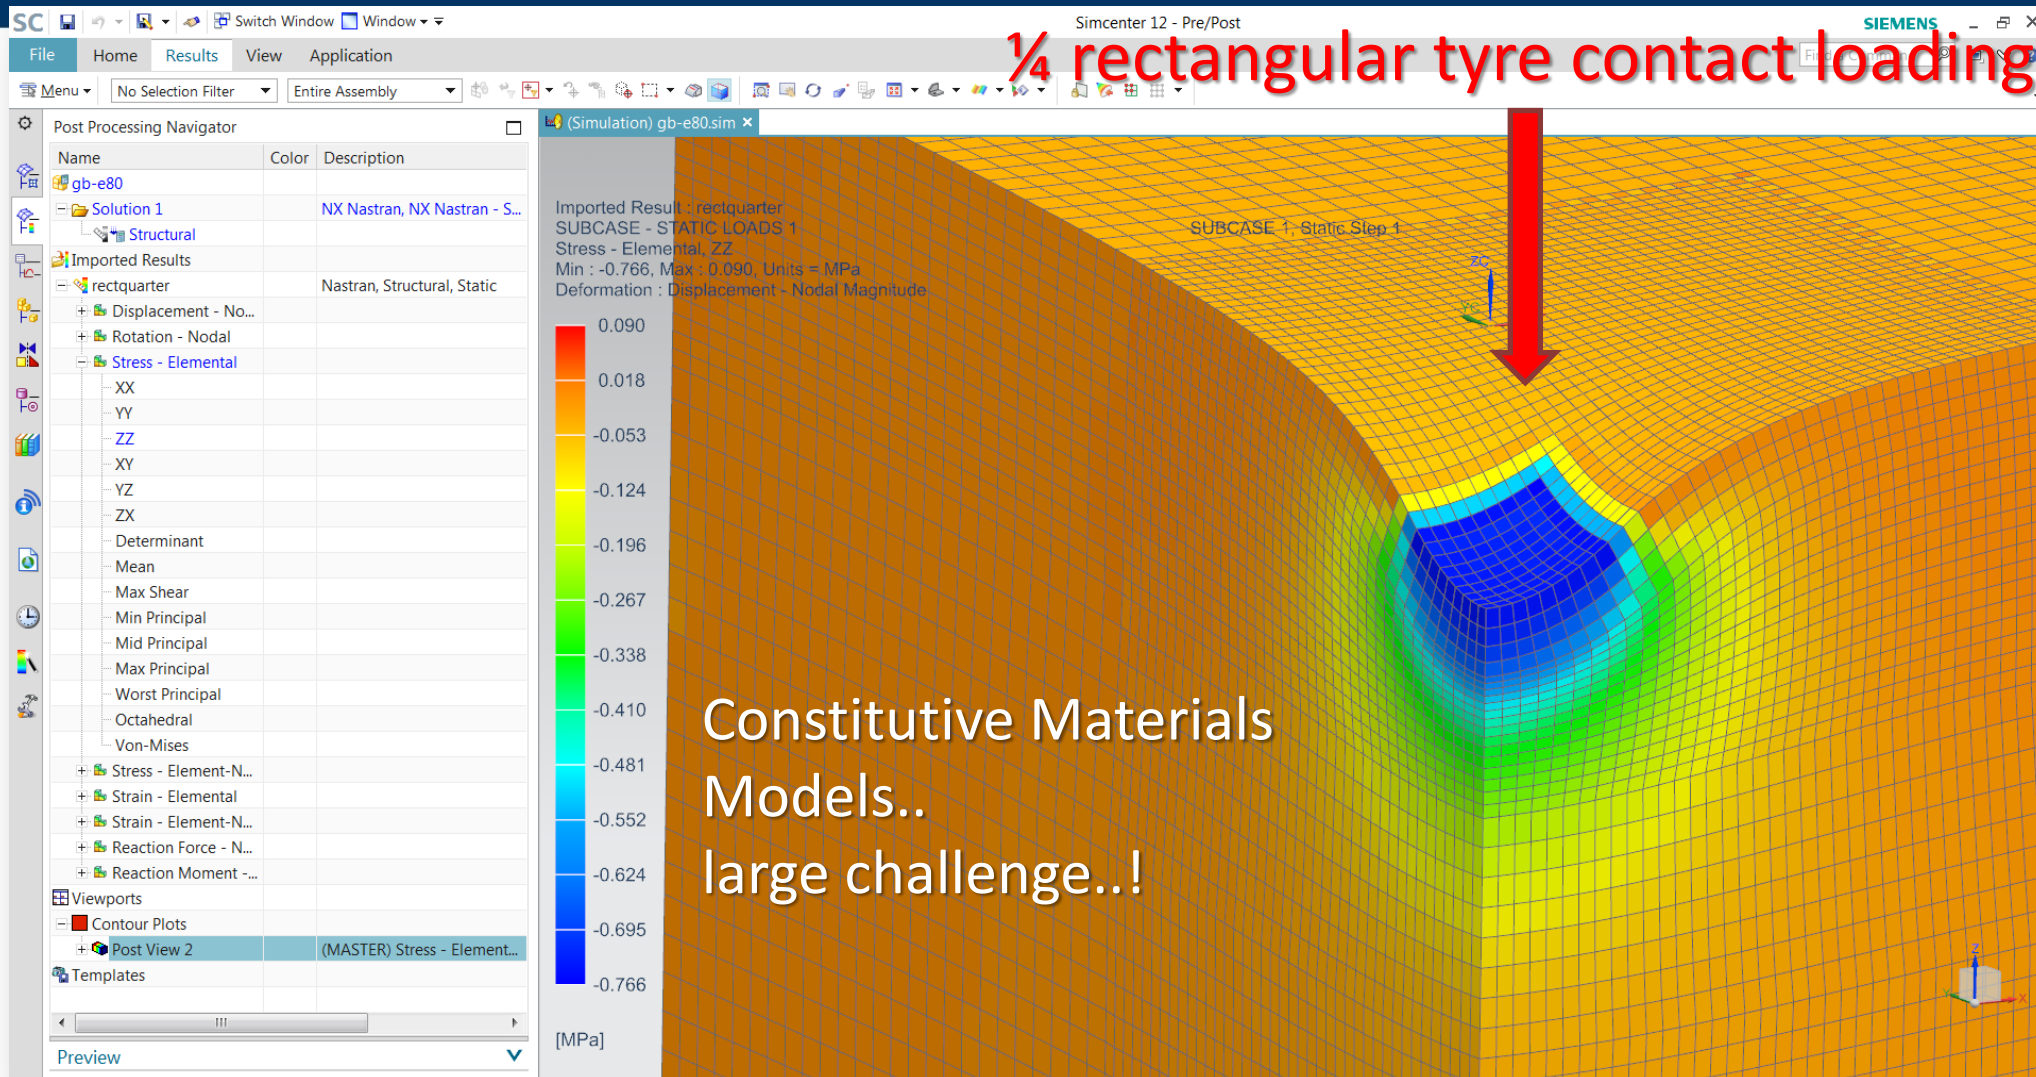 SC Switch Window Window Simcenter 12 - Pre/Post SIEMENS
¼ rectangular tyre contact loading
File Home Results View Application
Menu No Selection Filter Entire Assembly
Post Processing Navigator
(Simulation) gb-e80.sim
Name Color Description
gb-e80
Solution 1 NX Nastran, NX Nastran - S...
Structural
Imported Results
rectquarter Nastran, Structural, Static
Displacement - No...
Rotation - Nodal
Stress - Elemental
XX
YY
ZZ
XY
YZ
ZX
Determinant
Mean
Max Shear
Min Principal
Mid Principal
Max Principal
Worst Principal
Octahedral
Von-Mises
Stress - Element-N...
Strain - Elemental
Strain - Element-N...
Reaction Force - N...
Reaction Moment -...
Viewports
Contour Plots
Post View 2 (MASTER) Stress - Element...
Templates
Preview
Imported Result : rectquarter
SUBCASE - STATIC LOADS 1
Stress - Elemental, ZZ
Min : -0.766, Max : 0.090, Units = MPa
Deformation : Displacement - Nodal Magnitude
SUBCASE 1, Static Step 1
ZC
YC
0.090
0.018
-0.053
-0.124
-0.196
-0.267
-0.338
-0.410
-0.481
-0.552
-0.624
-0.695
-0.766
[MPa]
Constitutive Materials
Models..
large challenge..!
Z
Y X